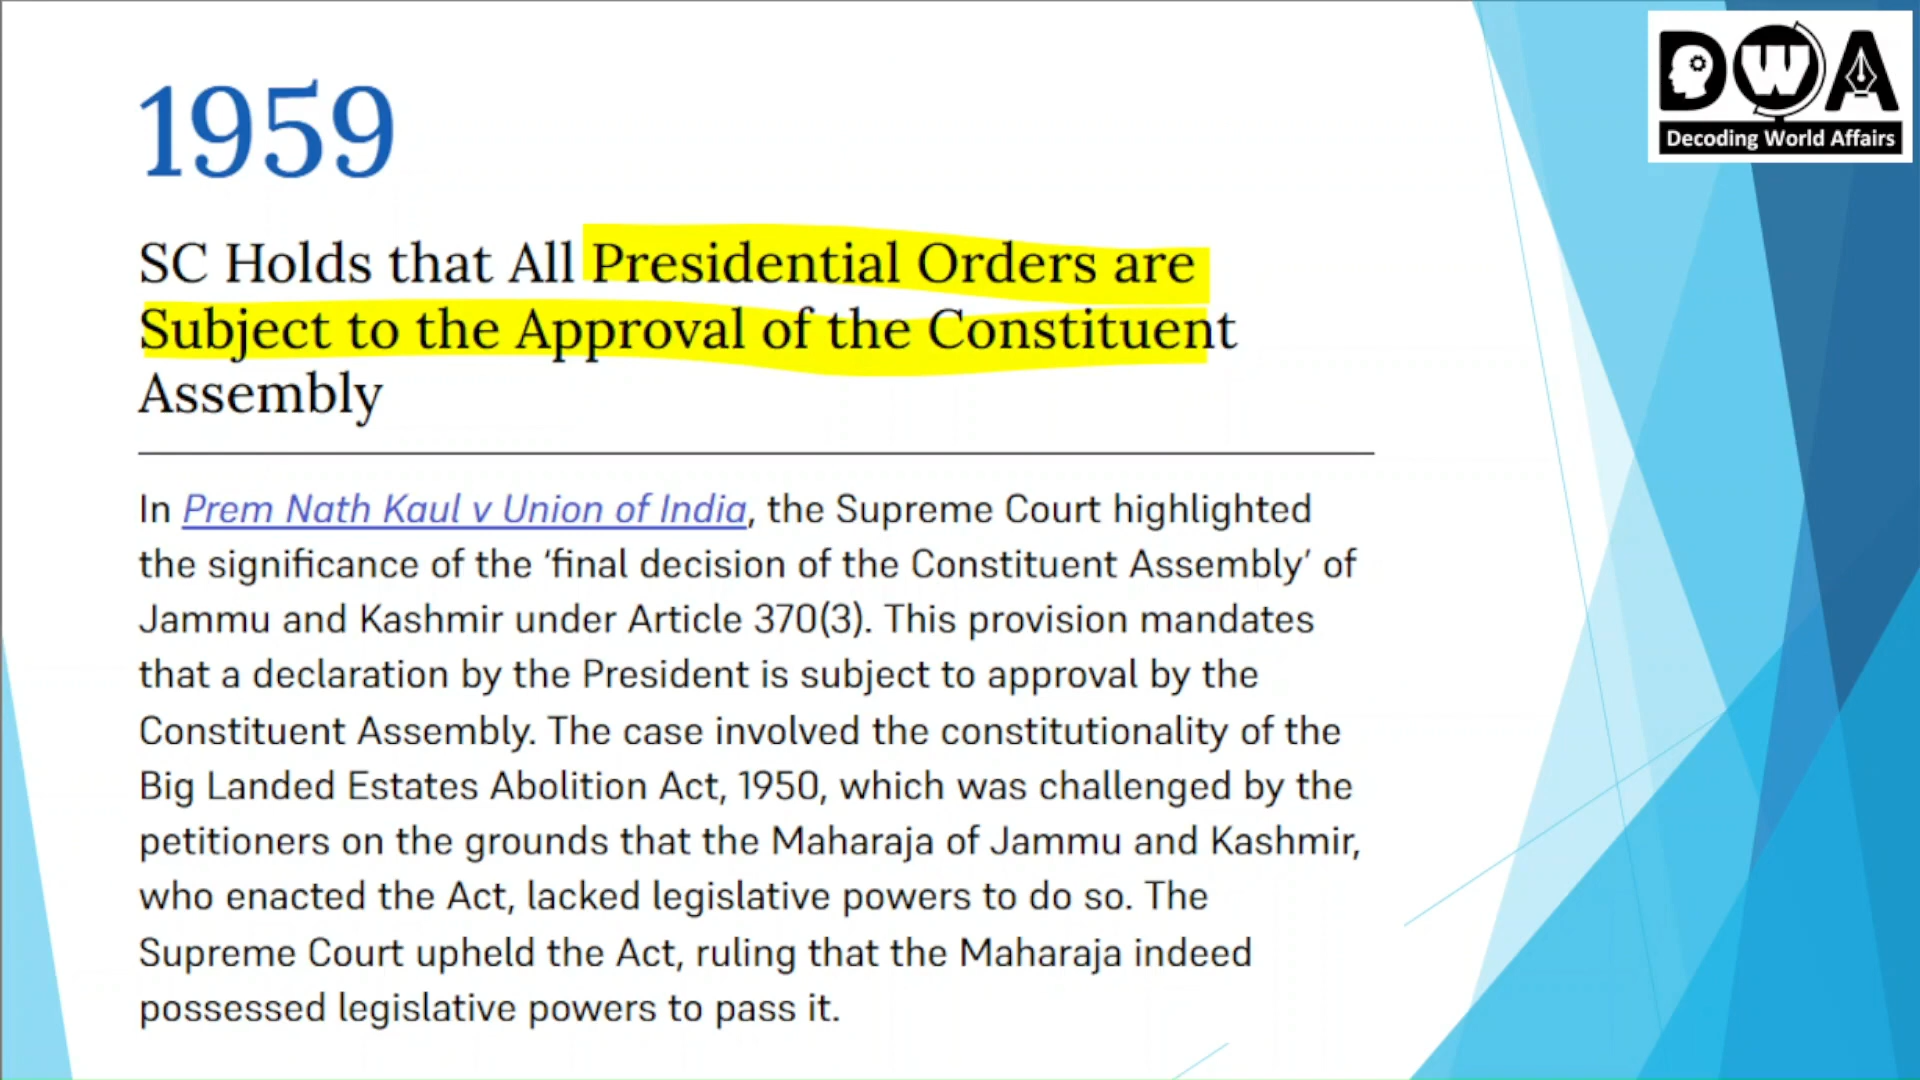 DWA
Decoding World Affairs
1959
SC Holds that All Presidential Orders are
Subject to the Approval of the Constituent
Assembly
In Prem Nath Kaul v Union of India, the Supreme Court highlighted
the significance of the ‘final decision of the Constituent Assembly’ of
Jammu and Kashmir under Article 370(3). This provision mandates
that a declaration by the President is subject to approval by the
Constituent Assembly. The case involved the constitutionality of the
Big Landed Estates Abolition Act, 1950, which was challenged by the
petitioners on the grounds that the Maharaja of Jammu and Kashmir,
who enacted the Act, lacked legislative powers to do so. The
Supreme Court upheld the Act, ruling that the Maharaja indeed
possessed legislative powers to pass it.